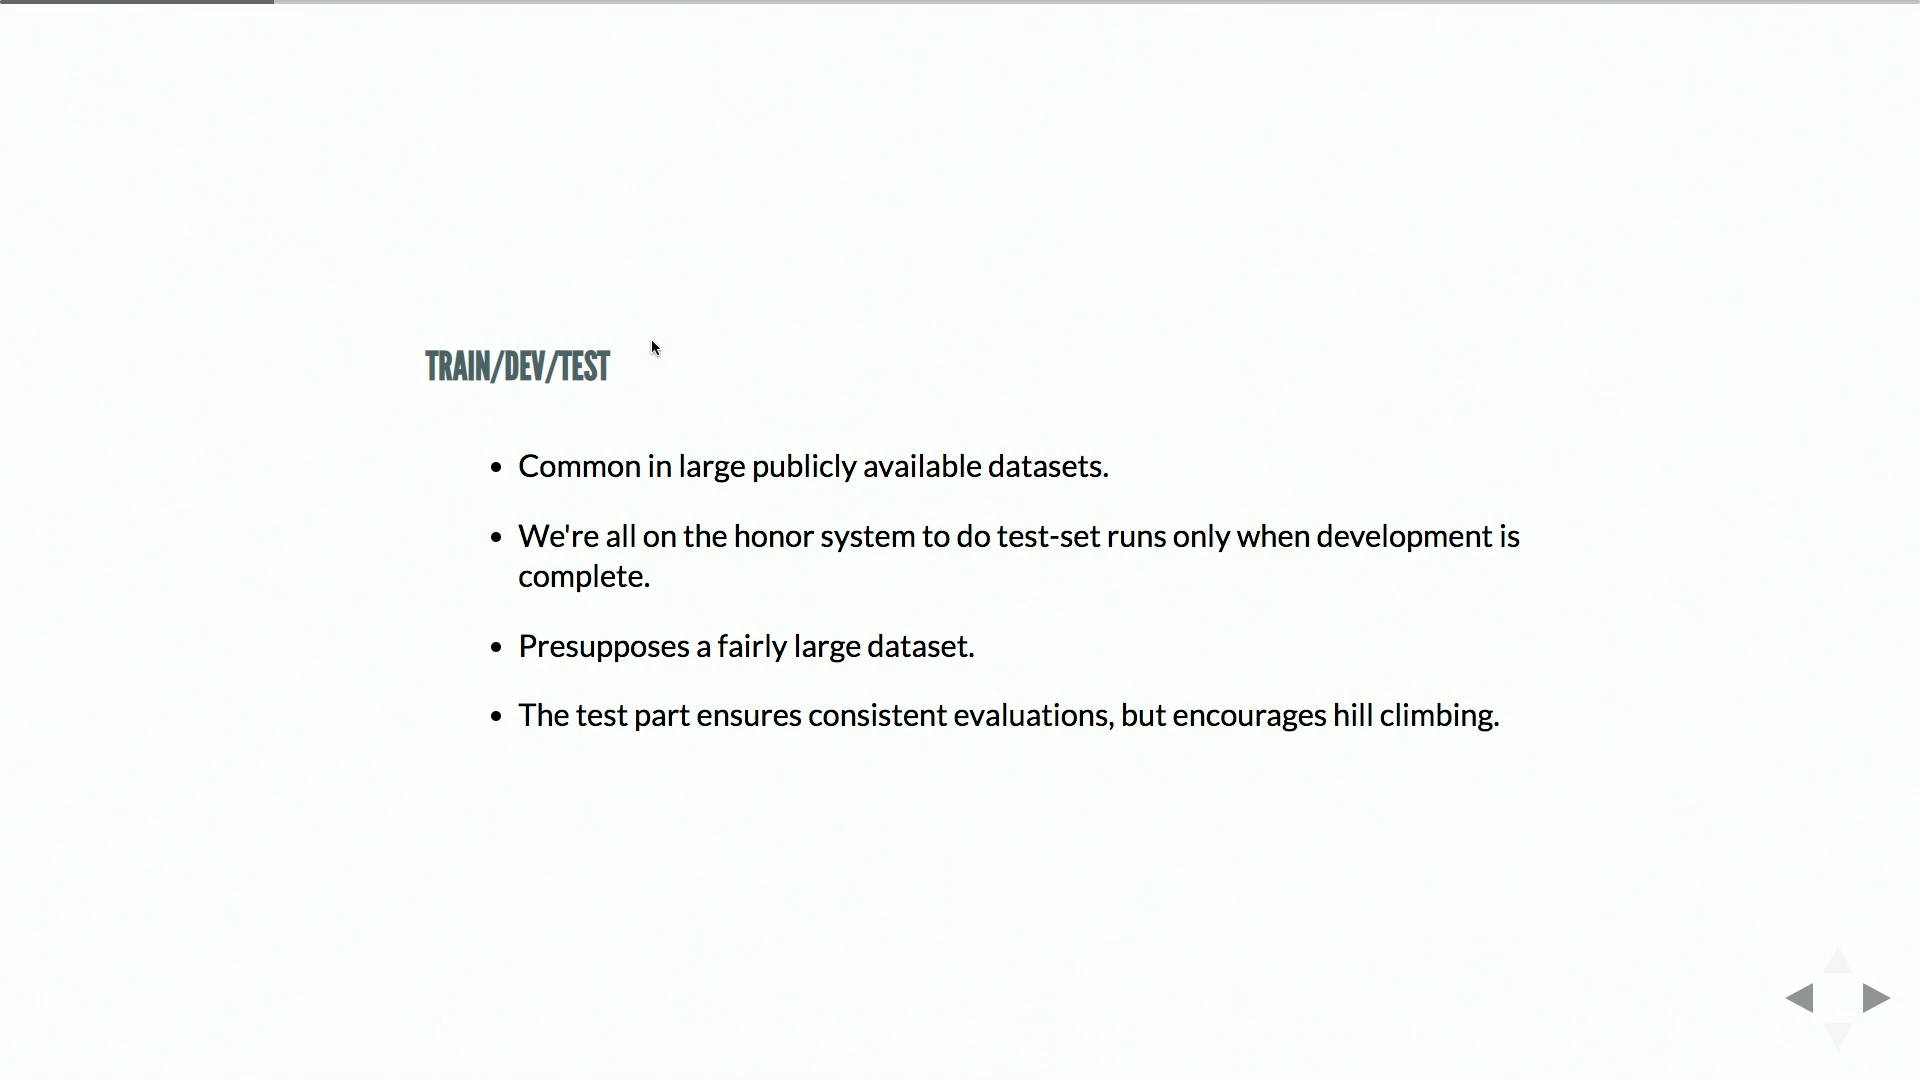 TRAIN/DEV/TEST
• Common in large publicly available datasets.
• We're all on the honor system to do test-set runs only when development is
complete.
• Presupposes a fairly large dataset.
• The test part ensures consistent evaluations, but encourages hill climbing.